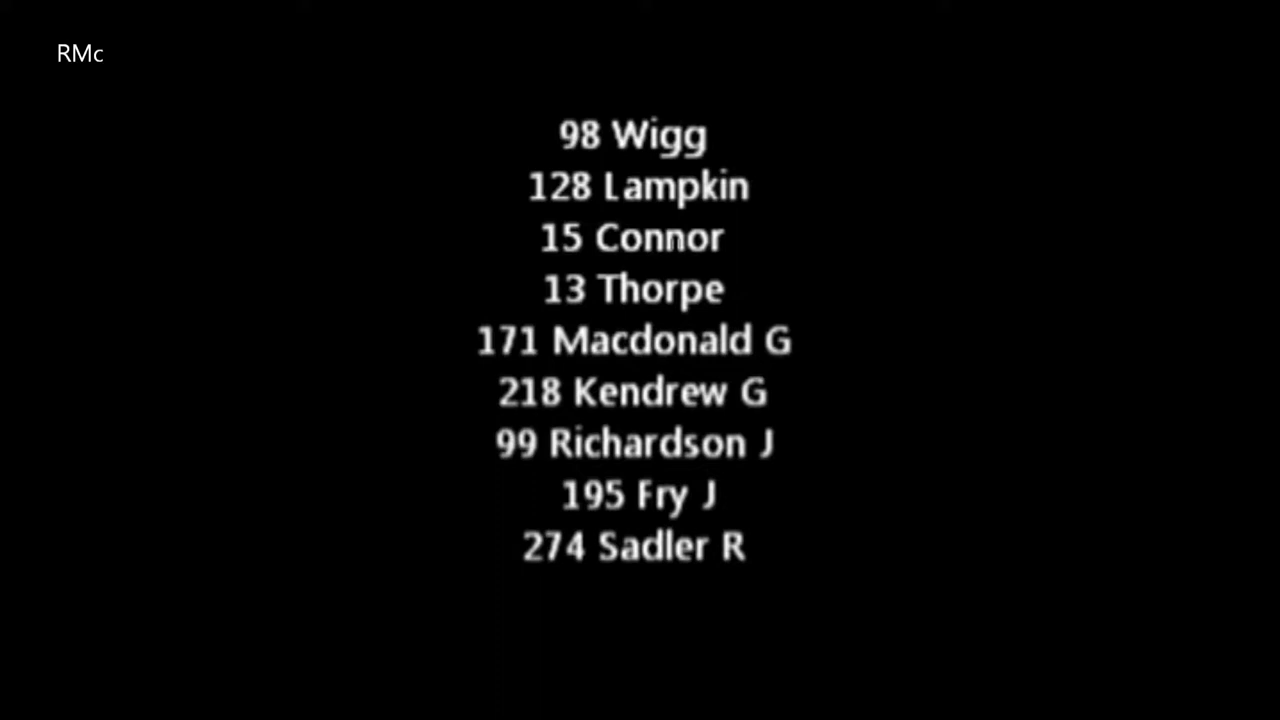 RMc
98 Wigg
128 Lampkin
15 Connor
13 Thorpe
171 Macdonald G
218 Kendrew G
99 Richardson J
195 Fry J
274 Sadler R